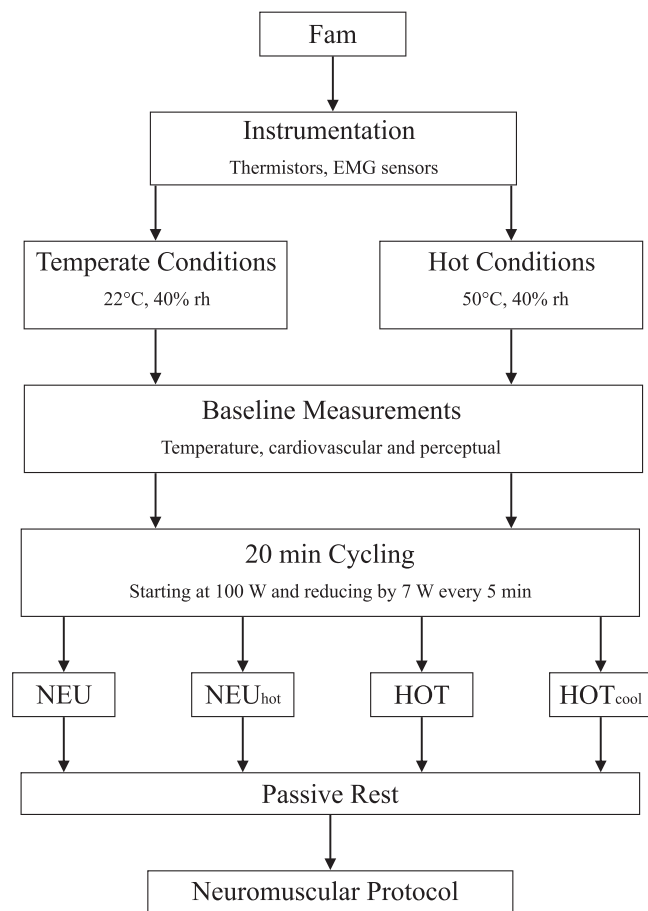 Fam
Instrumentation
Thermistors, EMG sensors
Temperate Conditions
22°C, 40% rh
Hot Conditions
50°C, 40% rh
Baseline Measurements
Temperature, cardiovascular and perceptual
20 min Cycling
Starting at 100 W and reducing by 7 W every 5 min
NEU
NEUhot
HOT
HOTcool
Passive Rest
Neuromuscular Protocol